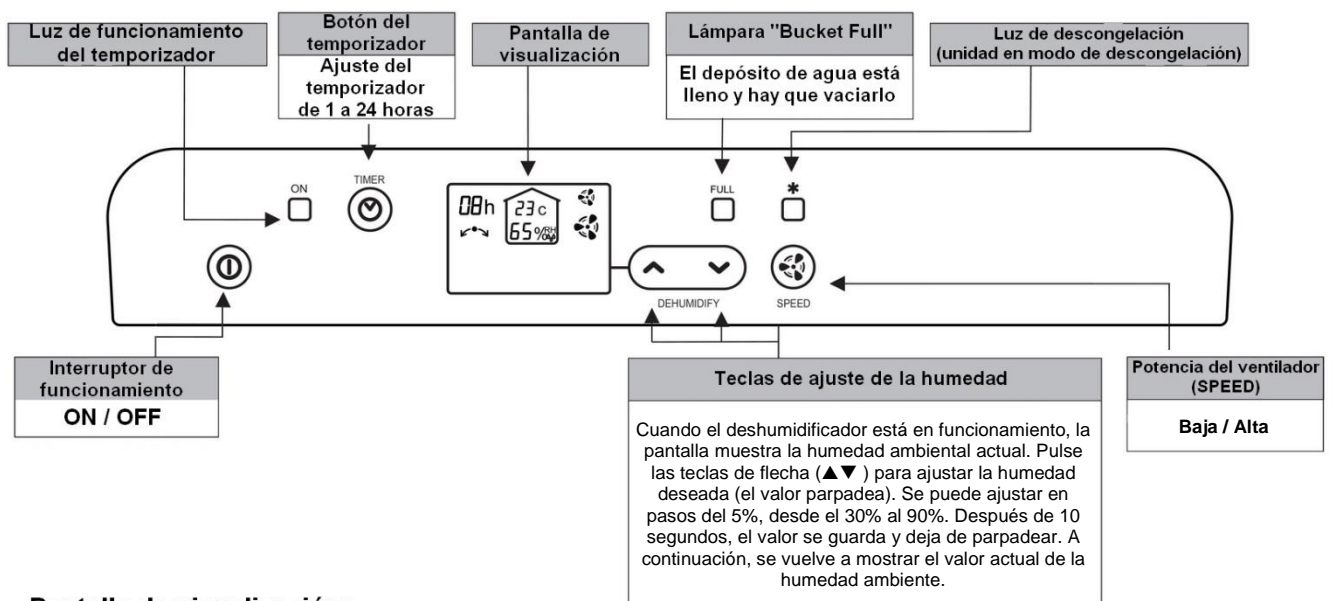 Luz de funcionamiento
del temporizador
Botón del
temporizador
Ajuste del
temporizador
de 1 a 24 horas
Pantalla de
visualización
Lámpara "Bucket Full"
El depósito de agua está
lleno y hay que vaciarlo
Luz de descongelación
(unidad en modo de descongelación)
ON
TIMER
08h
23c
65%RH
FULL
*
DEHUMIDIFY
SPEED
Interruptor de
funcionamiento
ON / OFF
Teclas de ajuste de la humedad
Cuando el deshumidificador está en funcionamiento, la
pantalla muestra la humedad ambiental actual. Pulse
las teclas de flecha (▲▼ ) para ajustar la humedad
deseada (el valor parpadea). Se puede ajustar en
pasos del 5%, desde el 30% al 90%. Después de 10
segundos, el valor se guarda y deja de parpadear. A
continuación, se vuelve a mostrar el valor actual de la
humedad ambiente.
Potencia del ventilador
(SPEED)
Baja / Alta